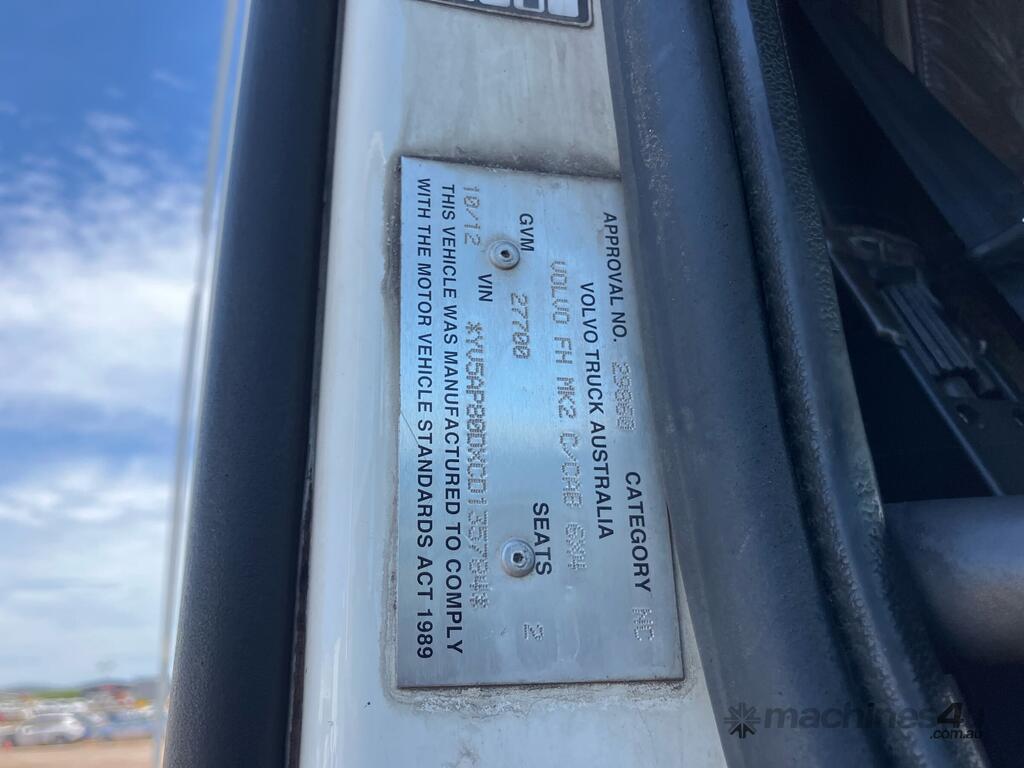 APPROVAL NO. 29860 CATEGORY NC
VOLVO TRUCK AUSTRALIA
VOLVO FH MK2 C/CAB 6X4
GVM 27700 SEATS 2
10/12 VIN *YV5AP80DXCD135784*
THIS VEHICLE WAS MANUFACTURED TO COMPLY
WITH THE MOTOR VEHICLE STANDARDS ACT 1989
machines4u
.com.au